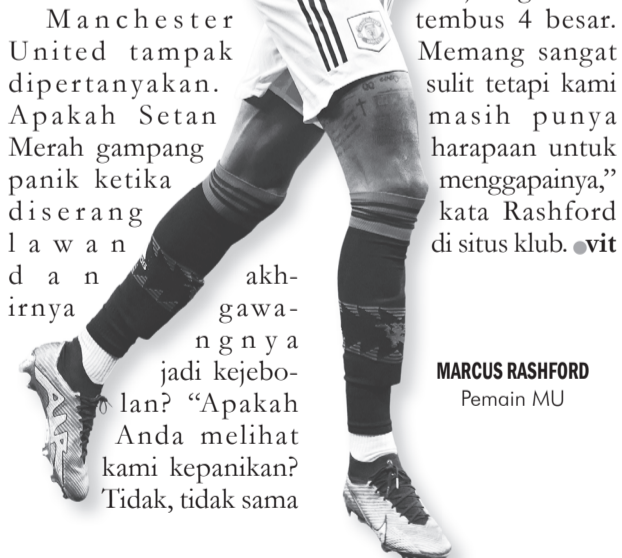 Manchester
United tampak
dipertanyakan.
Apakah Setan
Merah gampang
panik ketika
diserang
lawan
dan akh-
irnya gawa-
ngnya
jadi kejebo-
lan? “Apakah
Anda melihat
kami kepanikan?
Tidak, tidak sama
tembus 4 besar.
Memang sangat
sulit tetapi kami
masih punya
harapaan untuk
menggapainya,”
kata Rashford
di situs klub. ●vit
MARCUS RASHFORD
Pemain MU